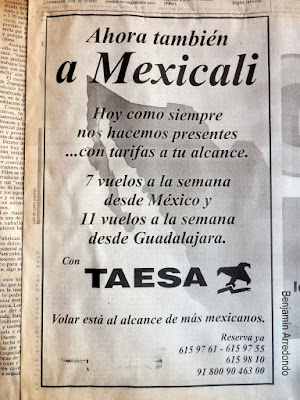 Ahora también
a Mexicali
Hoy como siempre
nos hacemos presentes
...con tarifas a tu alcance.
7 vuelos a la semana
desde México y
11 vuelos a la semana
desde Guadalajara.
Con
TAESA
Volar está al alcance de más mexicanos.
Reserva ya
615 97 61 - 615 97 55
615 98 10
91 800 90 463 00
Benjamín Arredondo